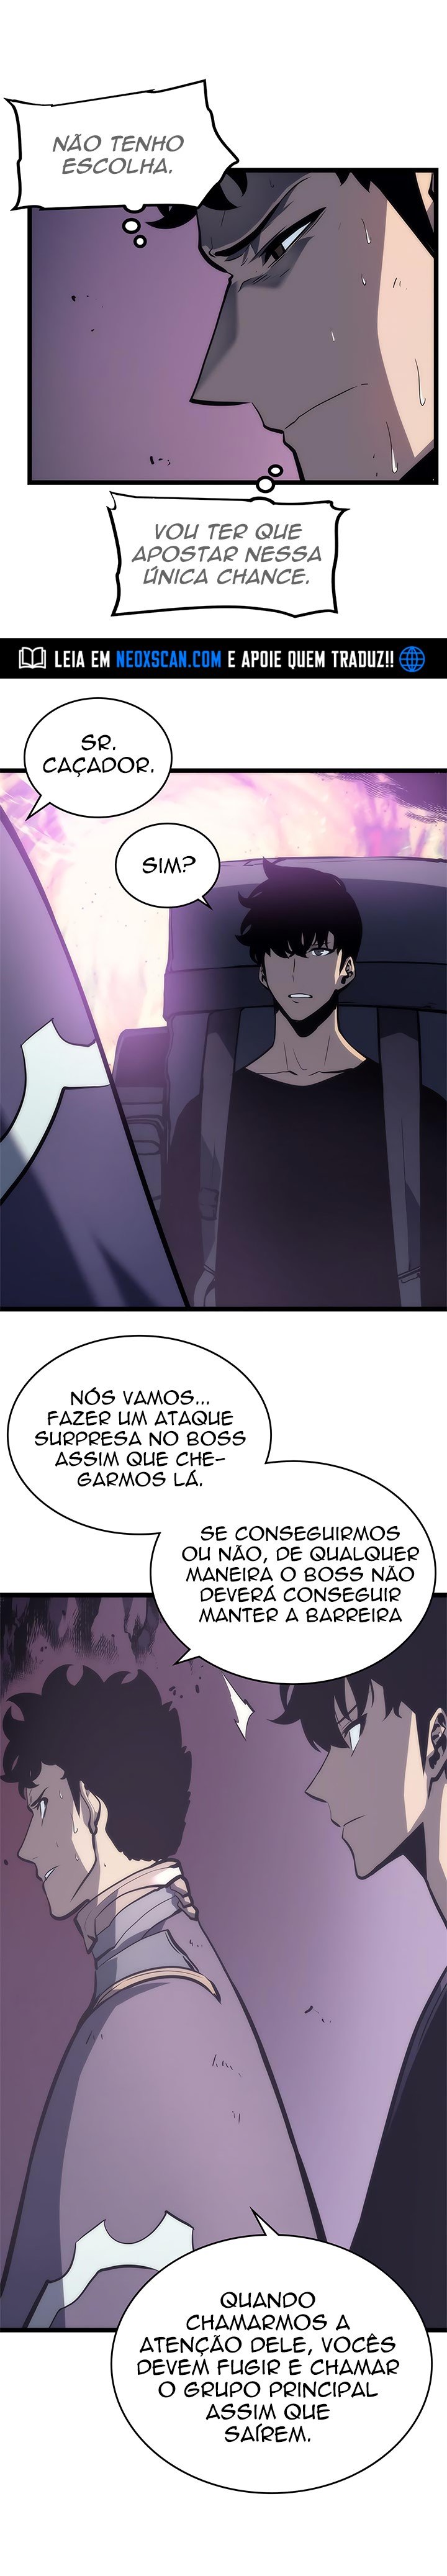 NÃO TENHO
ESCOLHA.
VOU TER QUE
APOSTAR NESSA
ÚNICA CHANCE.
LEIA EM NEOXSCAN.COM E APOIE QUEM TRADUZ!!
SR.
CAÇADOR.
SIM?
NÓS VAMOS...
FAZER UM ATAQUE
SURPRESA NO BOSS
ASSIM QUE CHE-
GARMOS LÁ.
SE CONSEGUIRMOS
OU NÃO, DE QUALQUER
MANEIRA O BOSS NÃO
DEVERÁ CONSEGUIR
MANTER A BARREIRA
QUANDO
CHAMARMOS A
ATENÇÃO DELE, VOCÊS
DEVEM FUGIR E CHAMAR
O GRUPO PRINCIPAL
ASSIM QUE
SAÍREM.